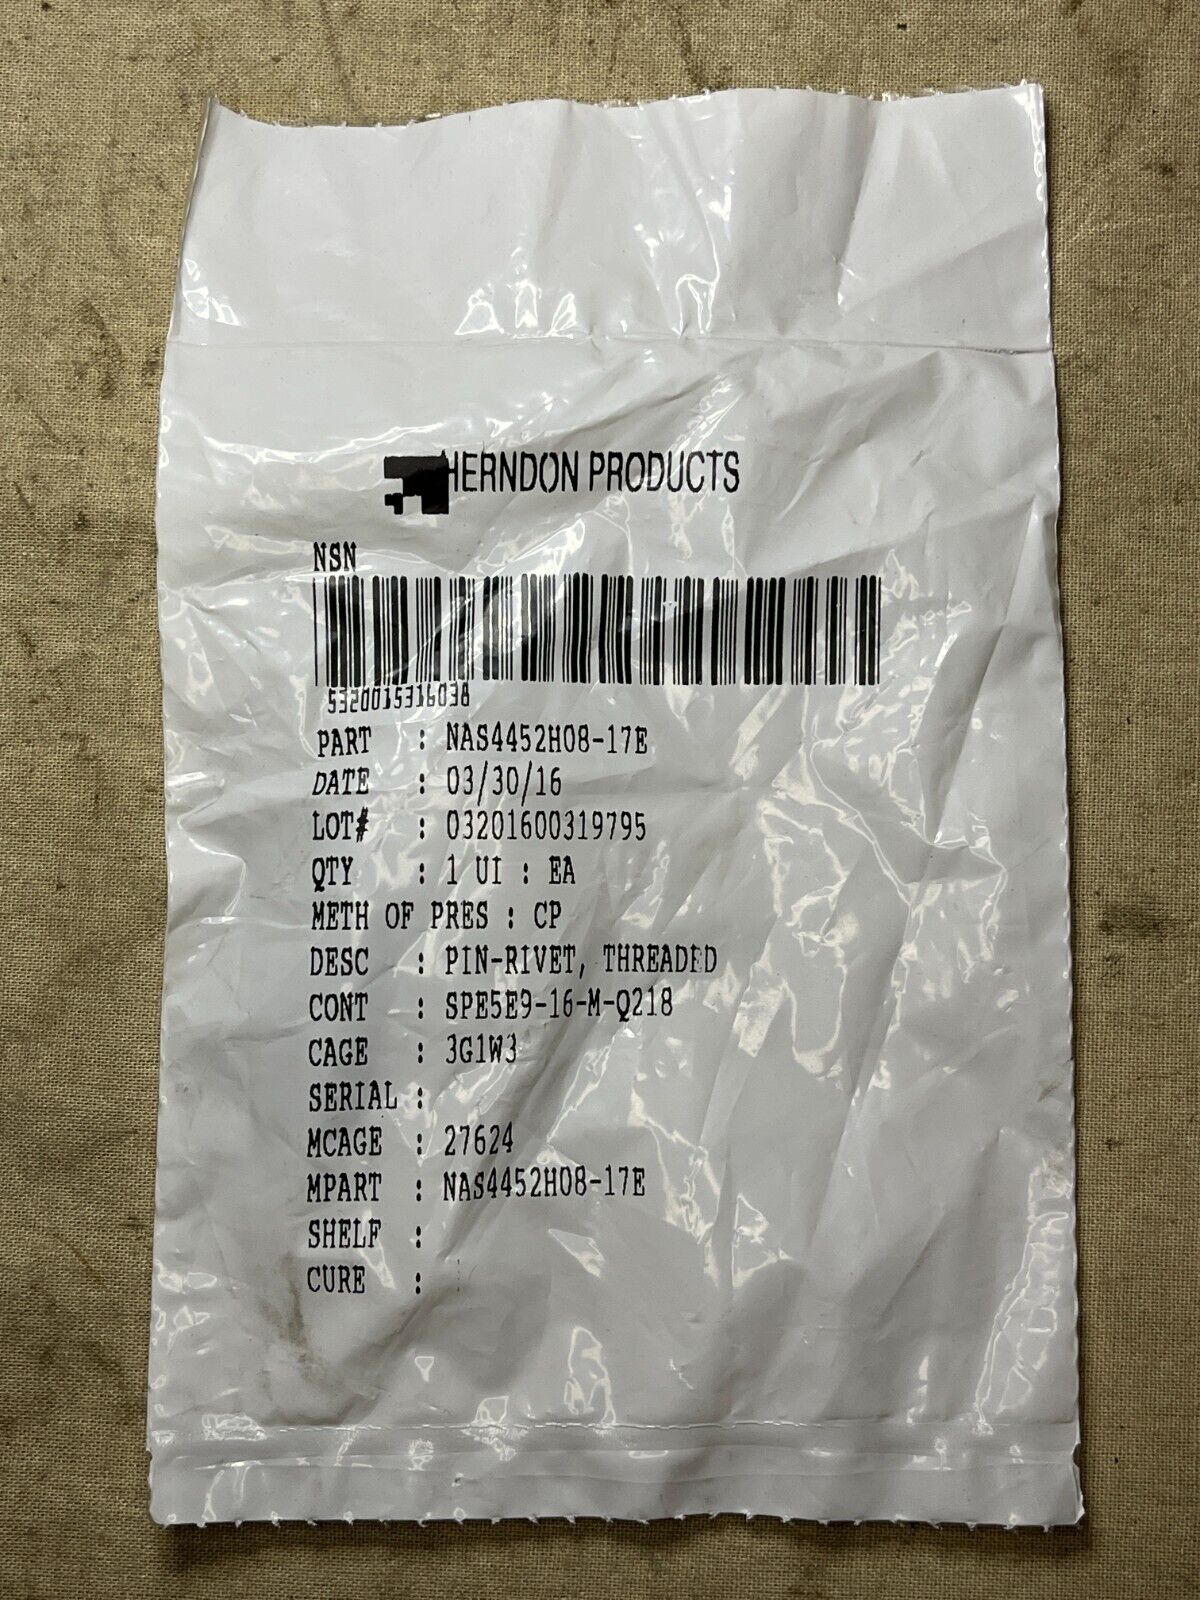 HERNDON PRODUCTS
NSN
5320015316038
PART : NAS4452H08-17E
DATE : 03/30/16
LOT# : 03201600319795
QTY : 1 UI : EA
METH OF PRES : CP
DESC : PIN-RIVET, THREADED
CONT : SPE5E9-16-M-Q218
CAGE : 3G1W3
SERIAL :
MCAGE : 27624
MPART : NAS4452H08-17E
SHELF :
CURE :